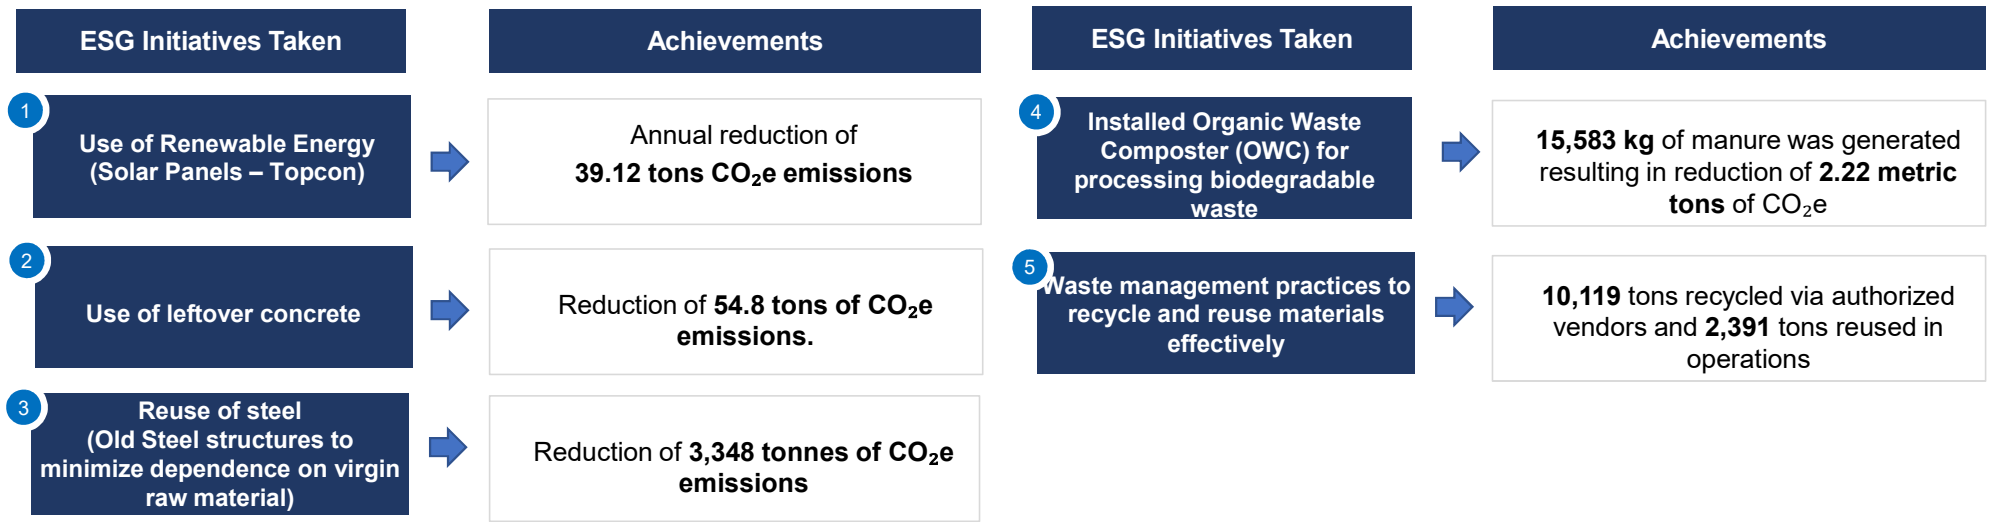 ESG Initiatives Taken
Achievements
1
Use of Renewable Energy
(Solar Panels – Topcon)
Annual reduction of
39.12 tons CO₂e emissions
2
Use of leftover concrete
Reduction of 54.8 tons of CO₂e
emissions.
3
Reuse of steel
(Old Steel structures to
minimize dependence on virgin
raw material)
Reduction of 3,348 tonnes of CO₂e
emissions
ESG Initiatives Taken
Achievements
4
Installed Organic Waste
Composter (OWC) for
processing biodegradable
waste
15,583 kg of manure was generated
resulting in reduction of 2.22 metric
tons of CO₂e
5
Waste management practices to
recycle and reuse materials
effectively
10,119 tons recycled via authorized
vendors and 2,391 tons reused in
operations